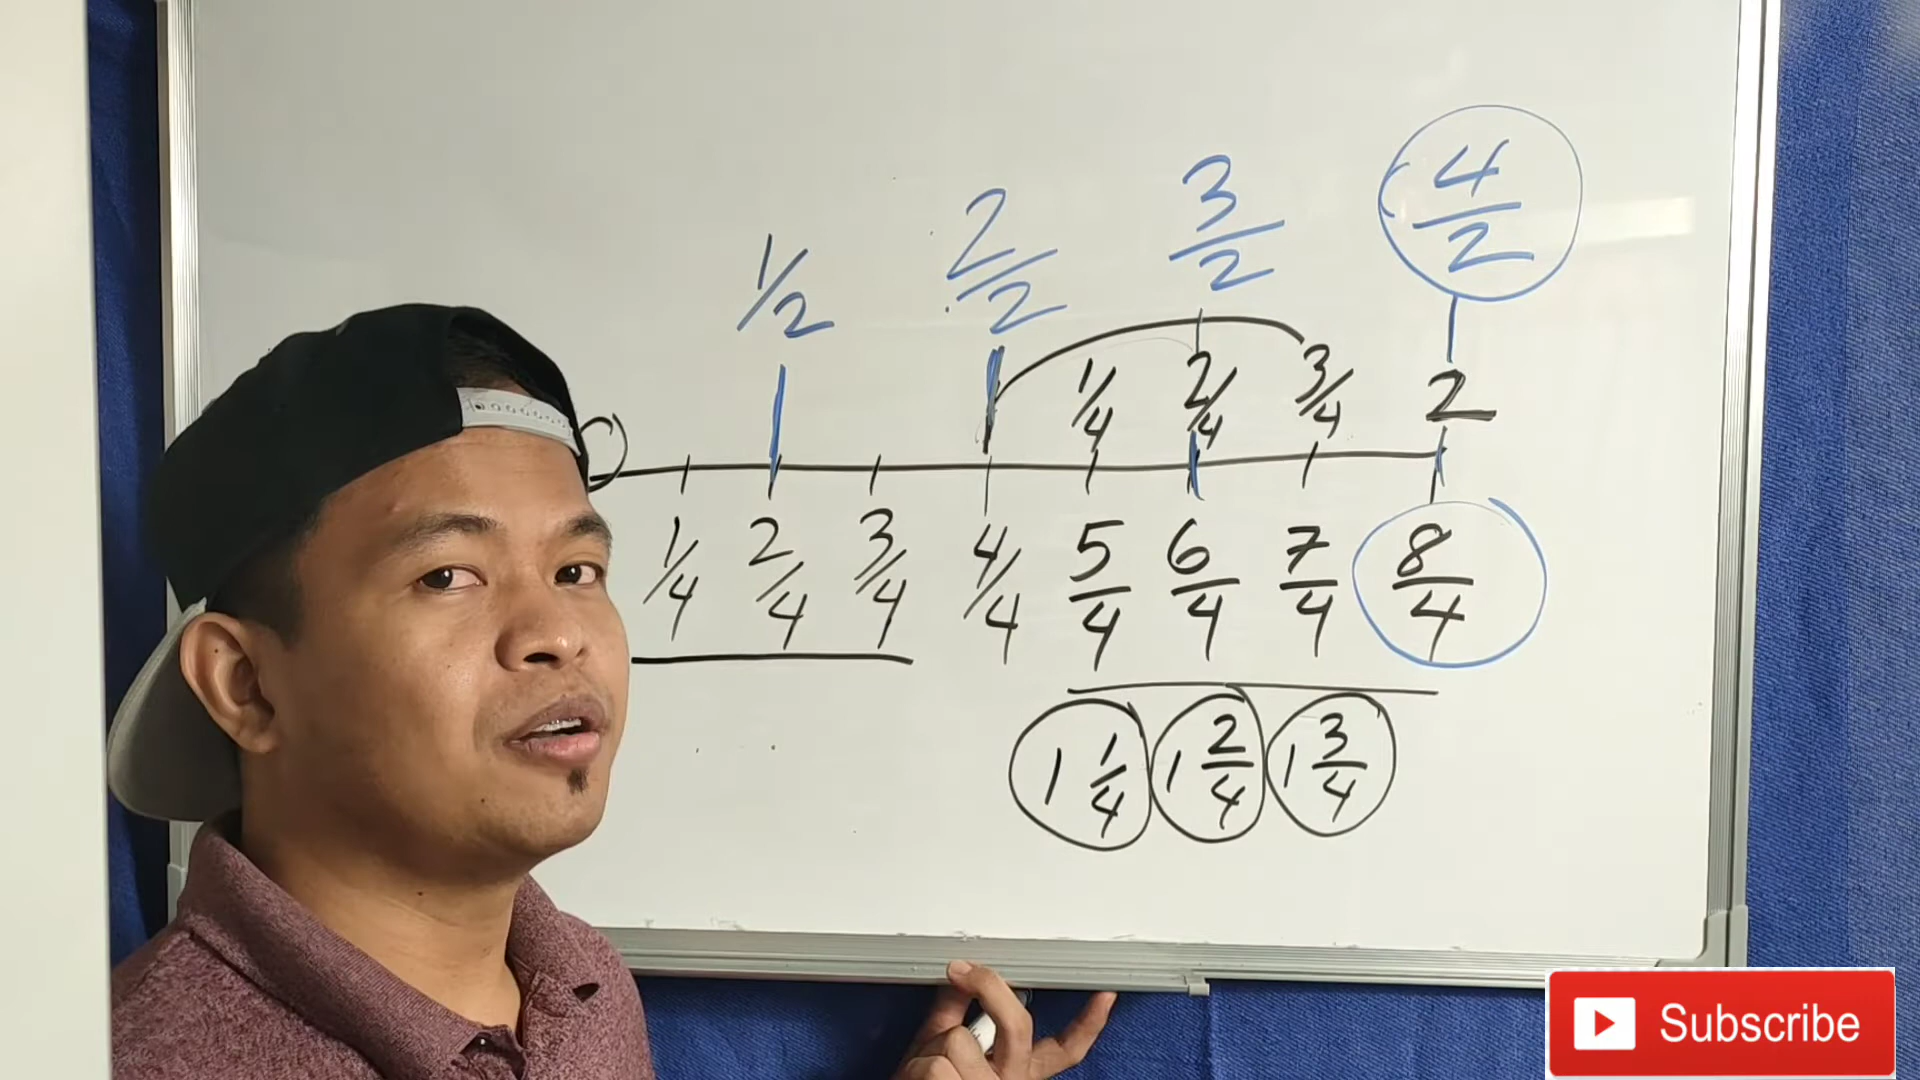 1/2 2/2 3/2 4/2
0 1 1/4 2/4 3/4 2
1/4 2/4 3/4 4/4 5/4 6/4 7/4 8/4
1 1/4 1 2/4 1 3/4
Subscribe